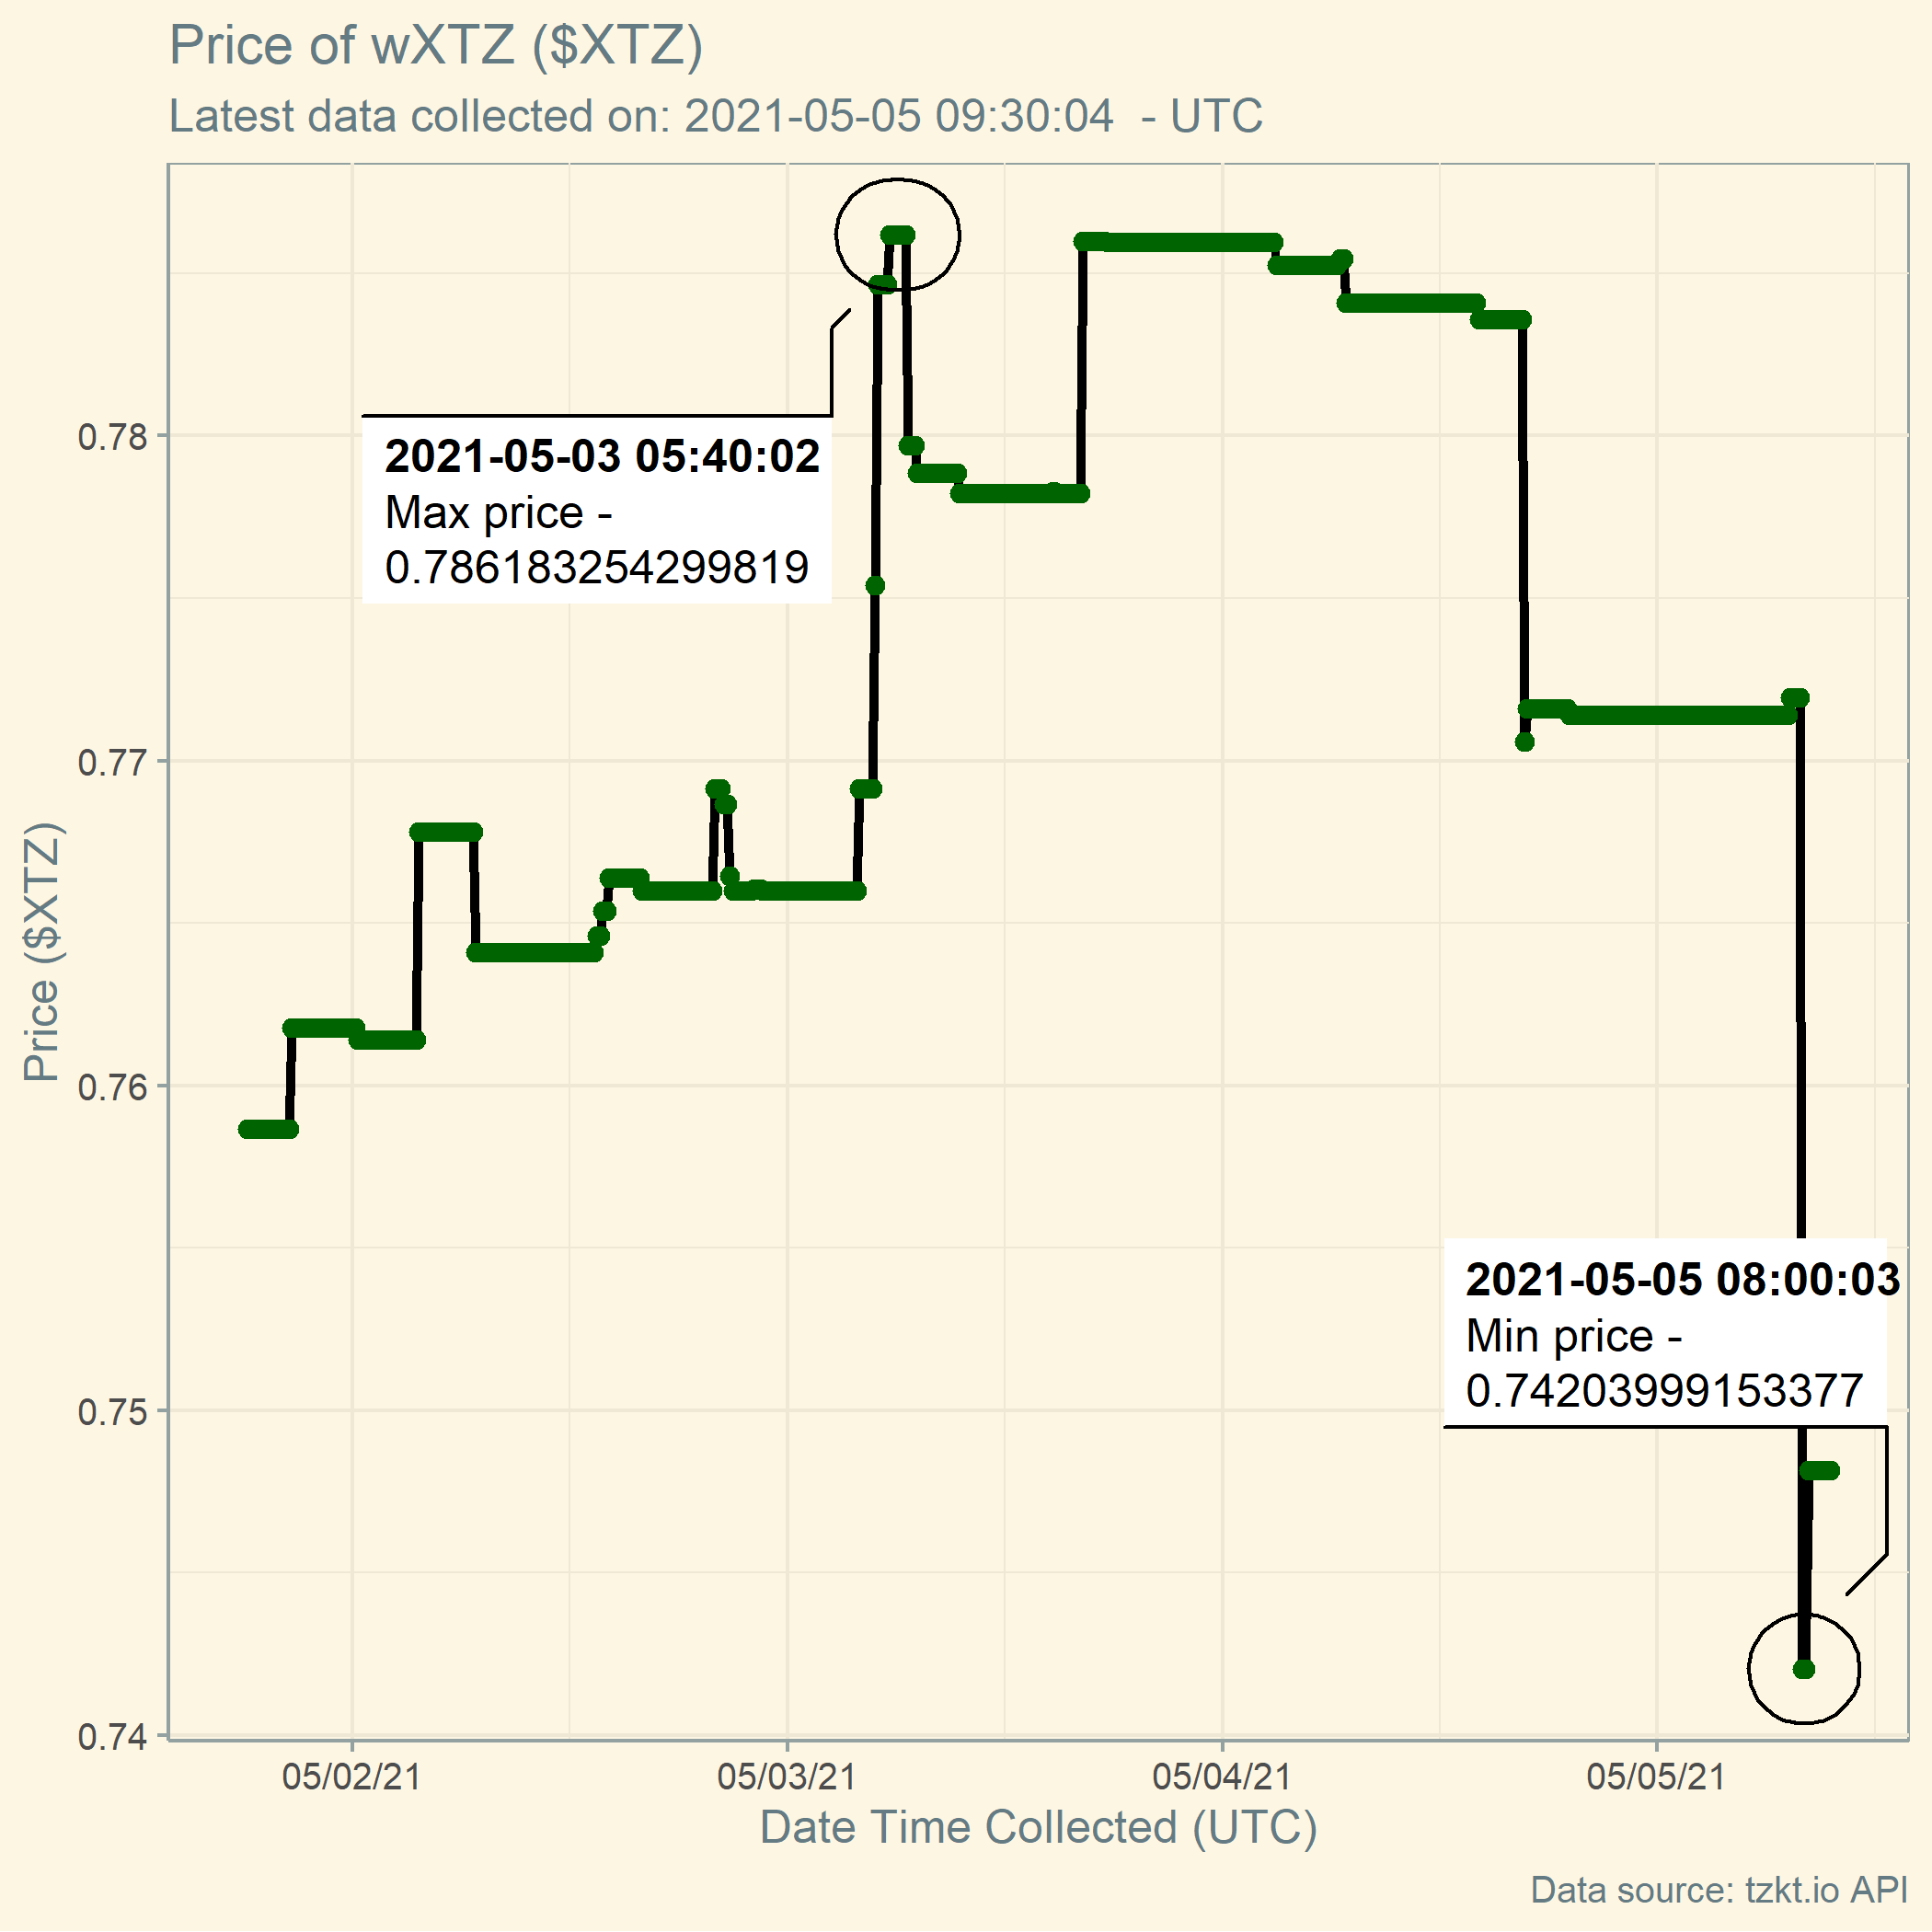 Price of wXTZ ($XTZ)
Latest data collected on: 2021-05-05 09:30:04  - UTC
2021-05-03 05:40:02
Max price -
0.786183254299819
2021-05-05 08:00:03
Min price -
0.74203999153377
Price ($XTZ)
0.78
0.77
0.76
0.75
0.74
05/02/21
05/03/21
05/04/21
05/05/21
Date Time Collected (UTC)
Data source: tzkt.io API